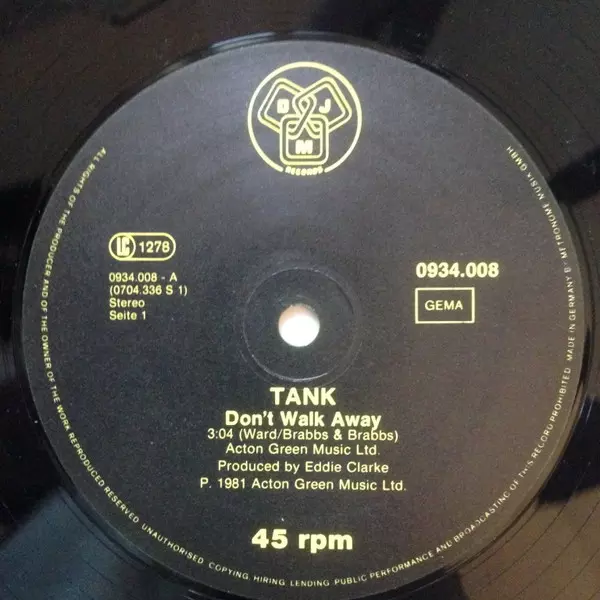 D J
M
RECORDS
LC 1278
0934.008 - A
(0704.336 S 1)
Stereo
Seite 1
0934.008
GEMA
TANK
Don't Walk Away
3:04 (Ward/Brabbs & Brabbs)
Acton Green Music Ltd.
Produced by Eddie Clarke
P. 1981 Acton Green Music Ltd.
45 rpm
ALL RIGHTS OF THE PRODUCER AND OF THE OWNER OF THE WORK REPRODUCED RESERVED. UNAUTHORISED COPYING, HIRING, LENDING, PUBLIC PERFORMANCE AND BROADCASTING OF THIS RECORD PROHIBITED. MADE IN GERMANY B - METRONOME MUSIK GMBH